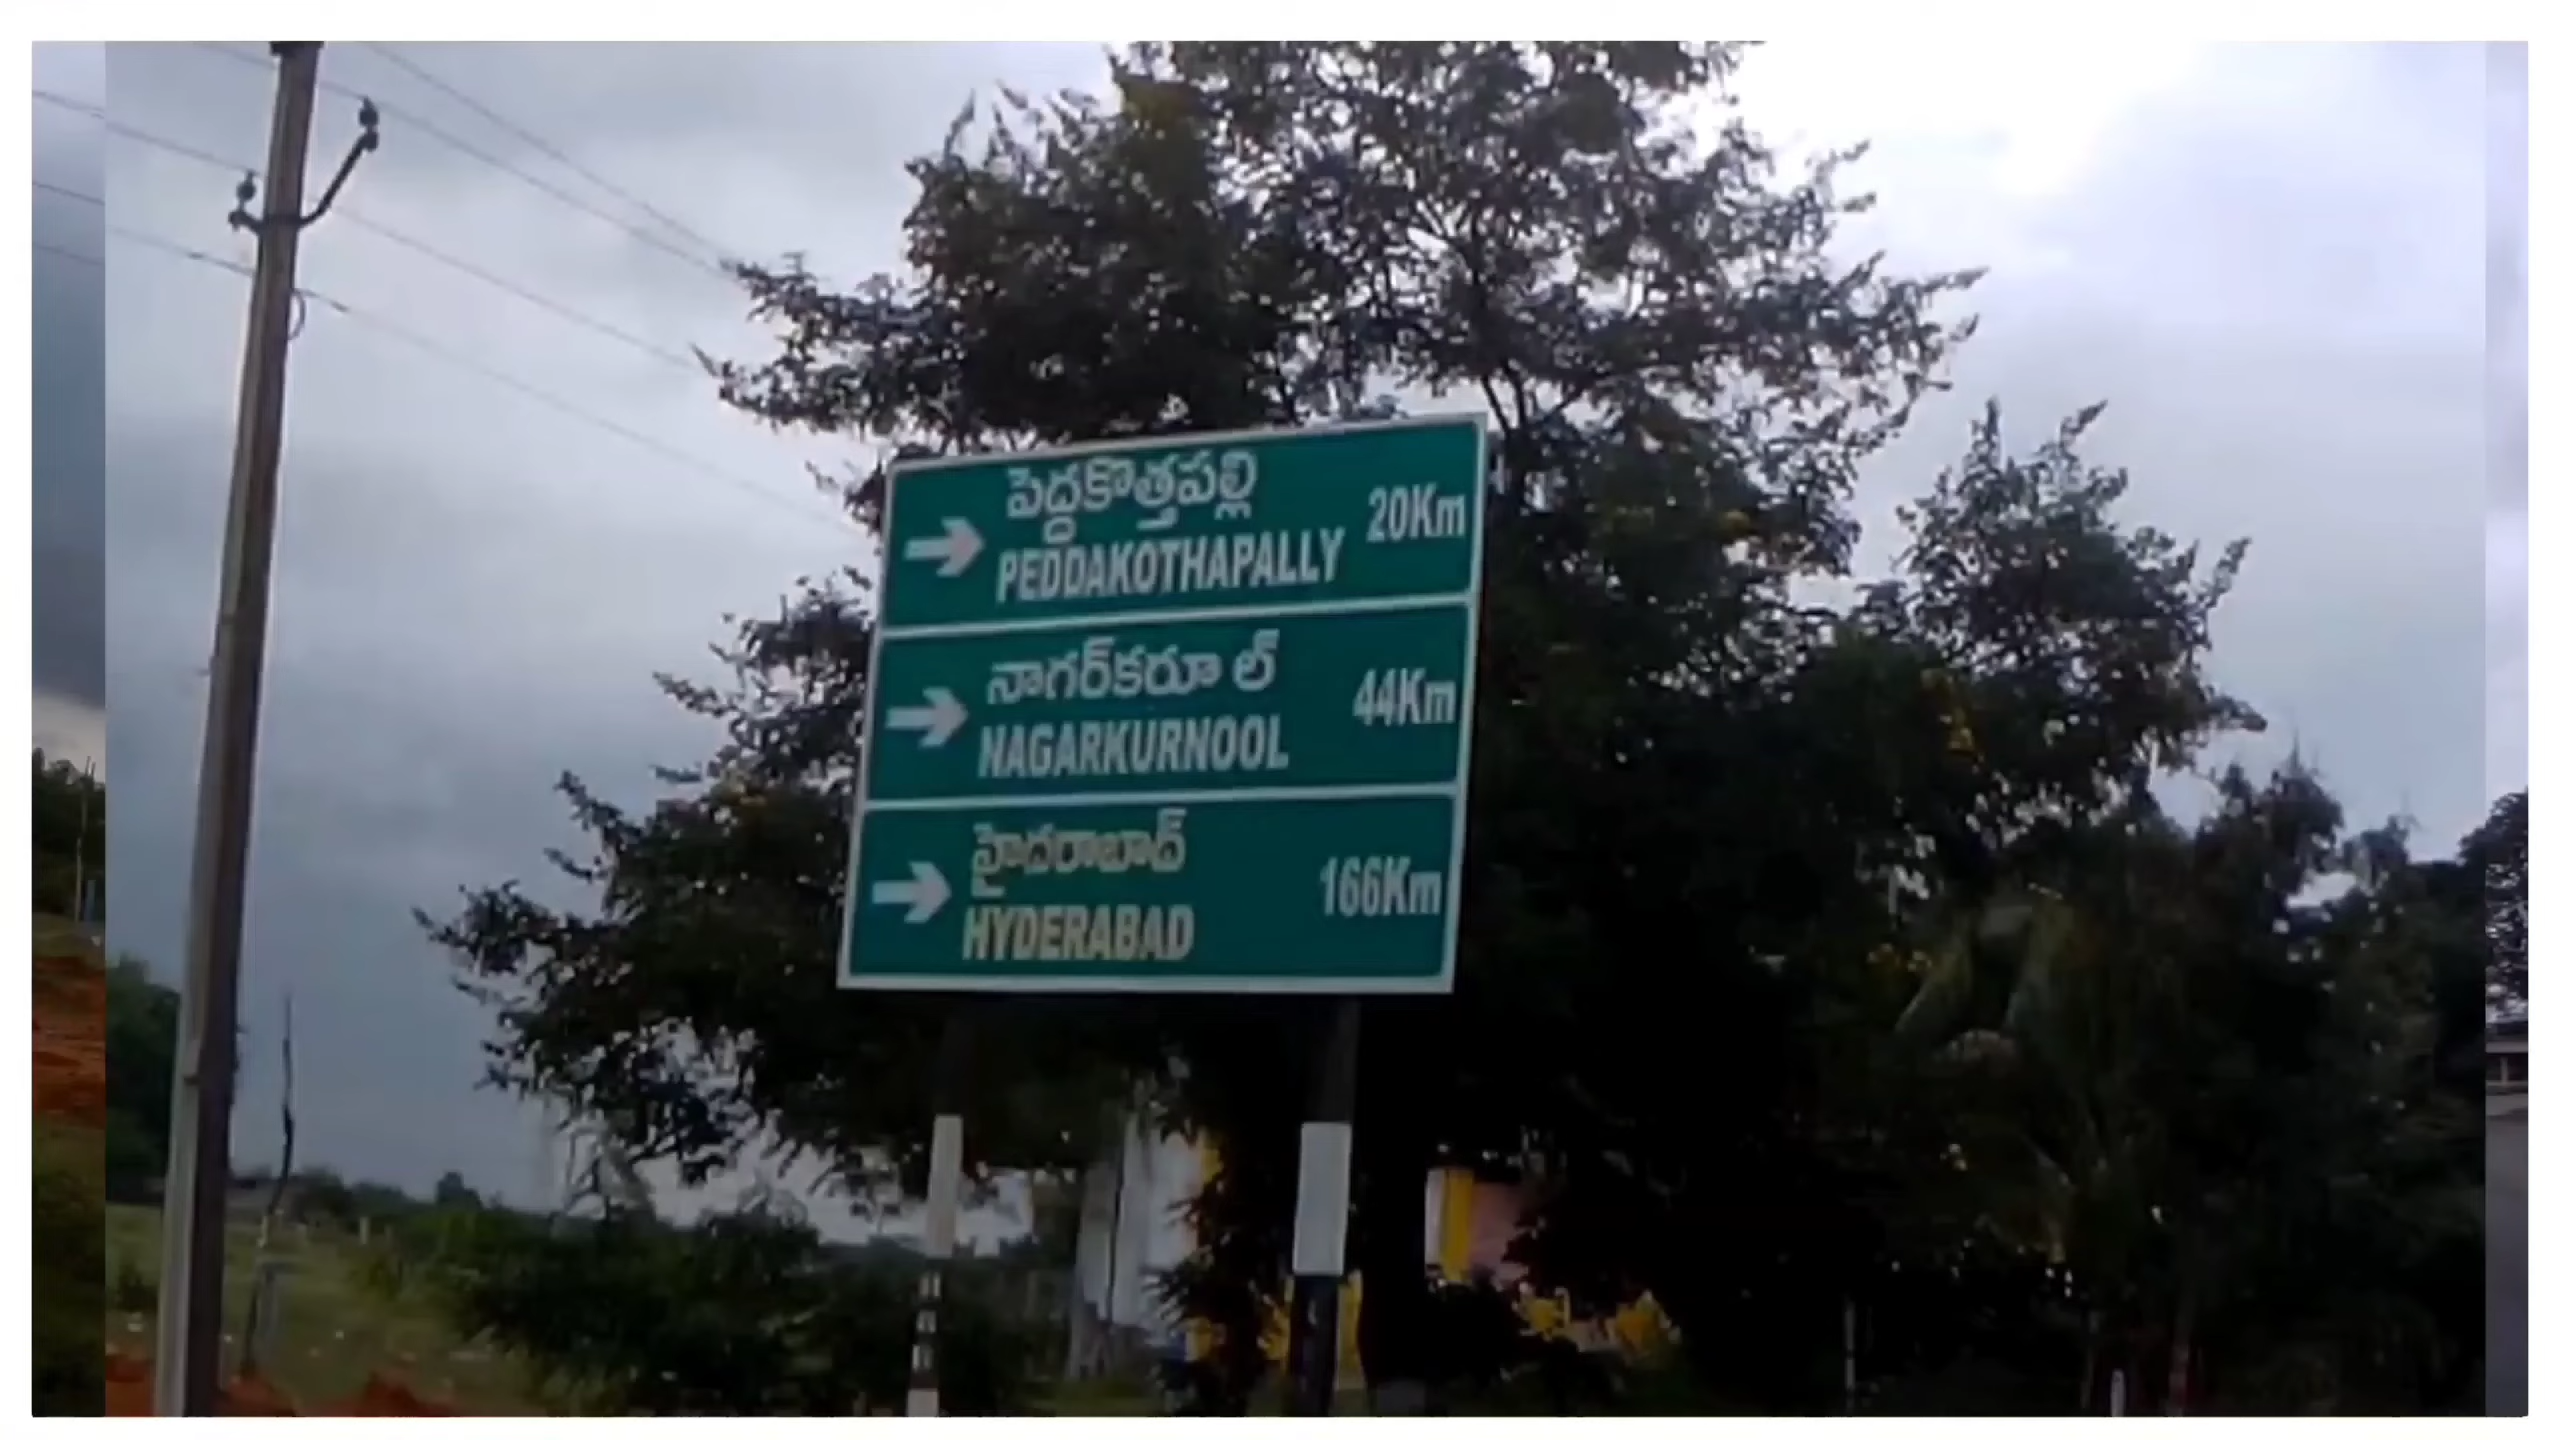 పెద్దకొత్తపల్లి
PEDDAKOTHAPALLY 20Km
నాగర్‌కరూ ల్
NAGARKURNOOL 44Km
హైదరాబాద్
HYDERABAD 166Km